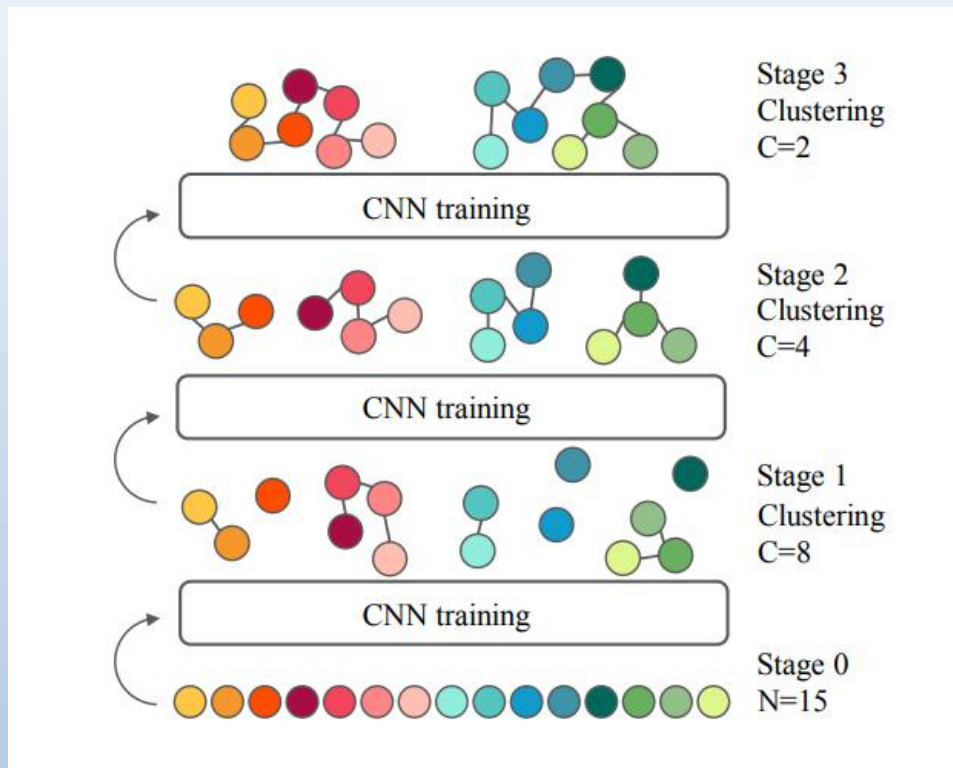 Stage 3
Clustering
C=2
CNN training
Stage 2
Clustering
C=4
CNN training
Stage 1
Clustering
C=8
CNN training
Stage 0
N=15